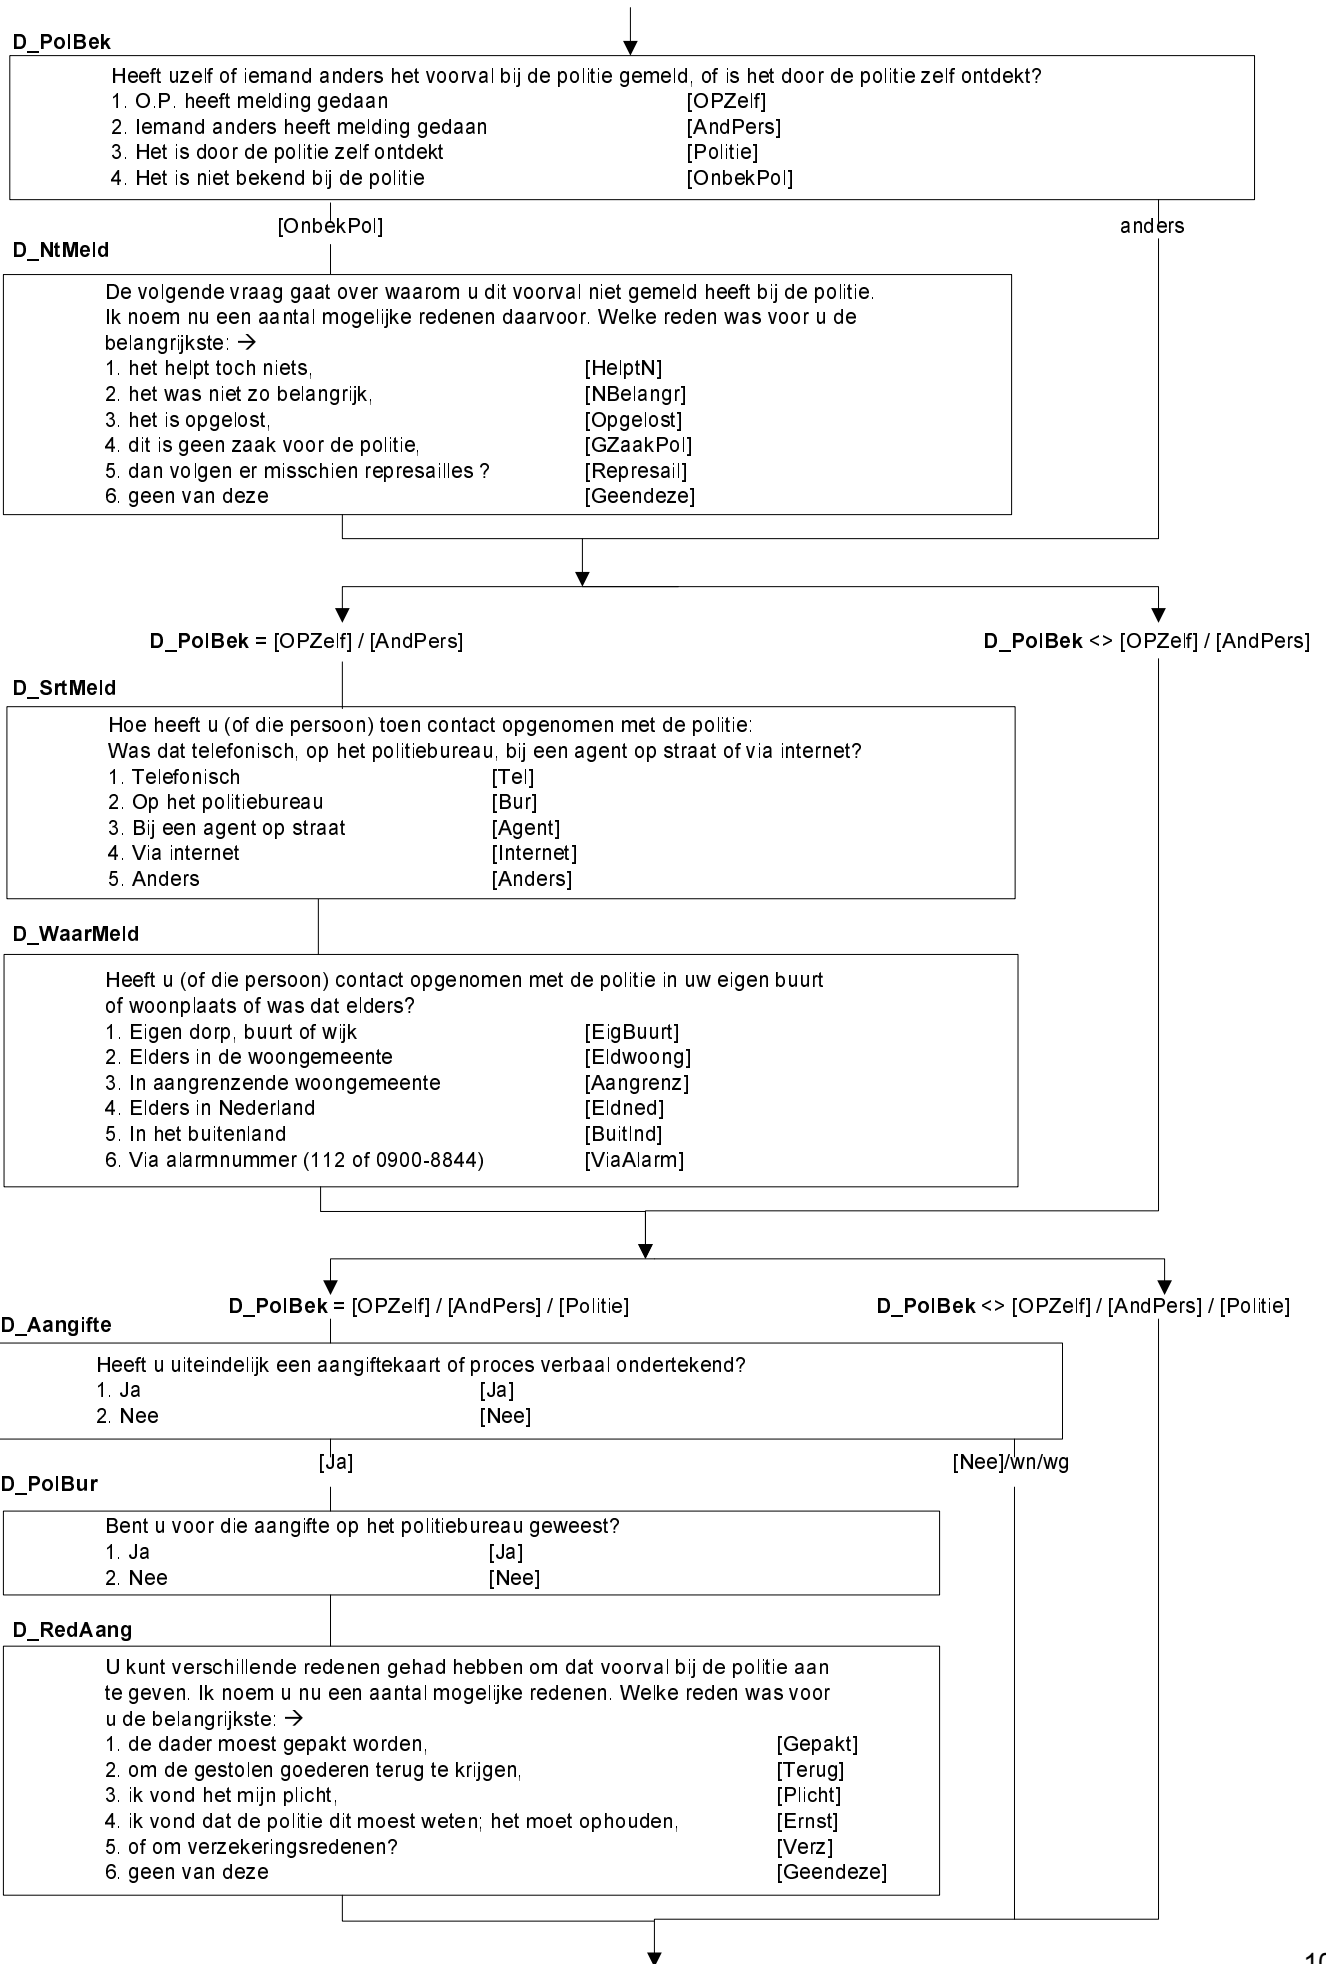 D_PolBek
Heeft uzelf of iemand anders het voorval bij de politie gemeld, of is het door de politie zelf ontdekt?
1. O.P. heeft melding gedaan [OPZelf]
2. Iemand anders heeft melding gedaan [AndPers]
3. Het is door de politie zelf ontdekt [Politie]
4. Het is niet bekend bij de politie [OnbekPol]
[OnbekPol] anders
D_NtMeld
De volgende vraag gaat over waarom u dit voorval niet gemeld heeft bij de politie.
Ik noem nu een aantal mogelijke redenen daarvoor. Welke reden was voor u de
belangrijkste: →
1. het helpt toch niets, [HelptN]
2. het was niet zo belangrijk, [NBelangr]
3. het is opgelost, [Opgelost]
4. dit is geen zaak voor de politie, [GZaakPol]
5. dan volgen er misschien represailles ? [Represail]
6. geen van deze [Geendeze]
D_PolBek = [OPZelf] / [AndPers] D_PolBek <> [OPZelf] / [AndPers]
D_SrtMeld
Hoe heeft u (of die persoon) toen contact opgenomen met de politie:
Was dat telefonisch, op het politiebureau, bij een agent op straat of via internet?
1. Telefonisch [Tel]
2. Op het politiebureau [Bur]
3. Bij een agent op straat [Agent]
4. Via internet [Internet]
5. Anders [Anders]
D_WaarMeld
Heeft u (of die persoon) contact opgenomen met de politie in uw eigen buurt
of woonplaats of was dat elders?
1. Eigen dorp, buurt of wijk [EigBuurt]
2. Elders in de woongemeente [Eldwoong]
3. In aangrenzende woongemeente [Aangrenz]
4. Elders in Nederland [Eldned]
5. In het buitenland [Buitlnd]
6. Via alarmnummer (112 of 0900-8844) [ViaAlarm]
D_PolBek = [OPZelf] / [AndPers] / [Politie] D_PolBek <> [OPZelf] / [AndPers] / [Politie]
D_Aangifte
Heeft u uiteindelijk een aangiftekaart of proces verbaal ondertekend?
1. Ja [Ja]
2. Nee [Nee]
[Ja] [Nee]/wn/wg
D_PolBur
Bent u voor die aangifte op het politiebureau geweest?
1. Ja [Ja]
2. Nee [Nee]
D_RedAang
U kunt verschillende redenen gehad hebben om dat voorval bij de politie aan
te geven. Ik noem u nu een aantal mogelijke redenen. Welke reden was voor
u de belangrijkste: →
1. de dader moest gepakt worden, [Gepakt]
2. om de gestolen goederen terug te krijgen, [Terug]
3. ik vond het mijn plicht, [Plicht]
4. ik vond dat de politie dit moest weten; het moet ophouden, [Ernst]
5. of om verzekeringsredenen? [Verz]
6. geen van deze [Geendeze]